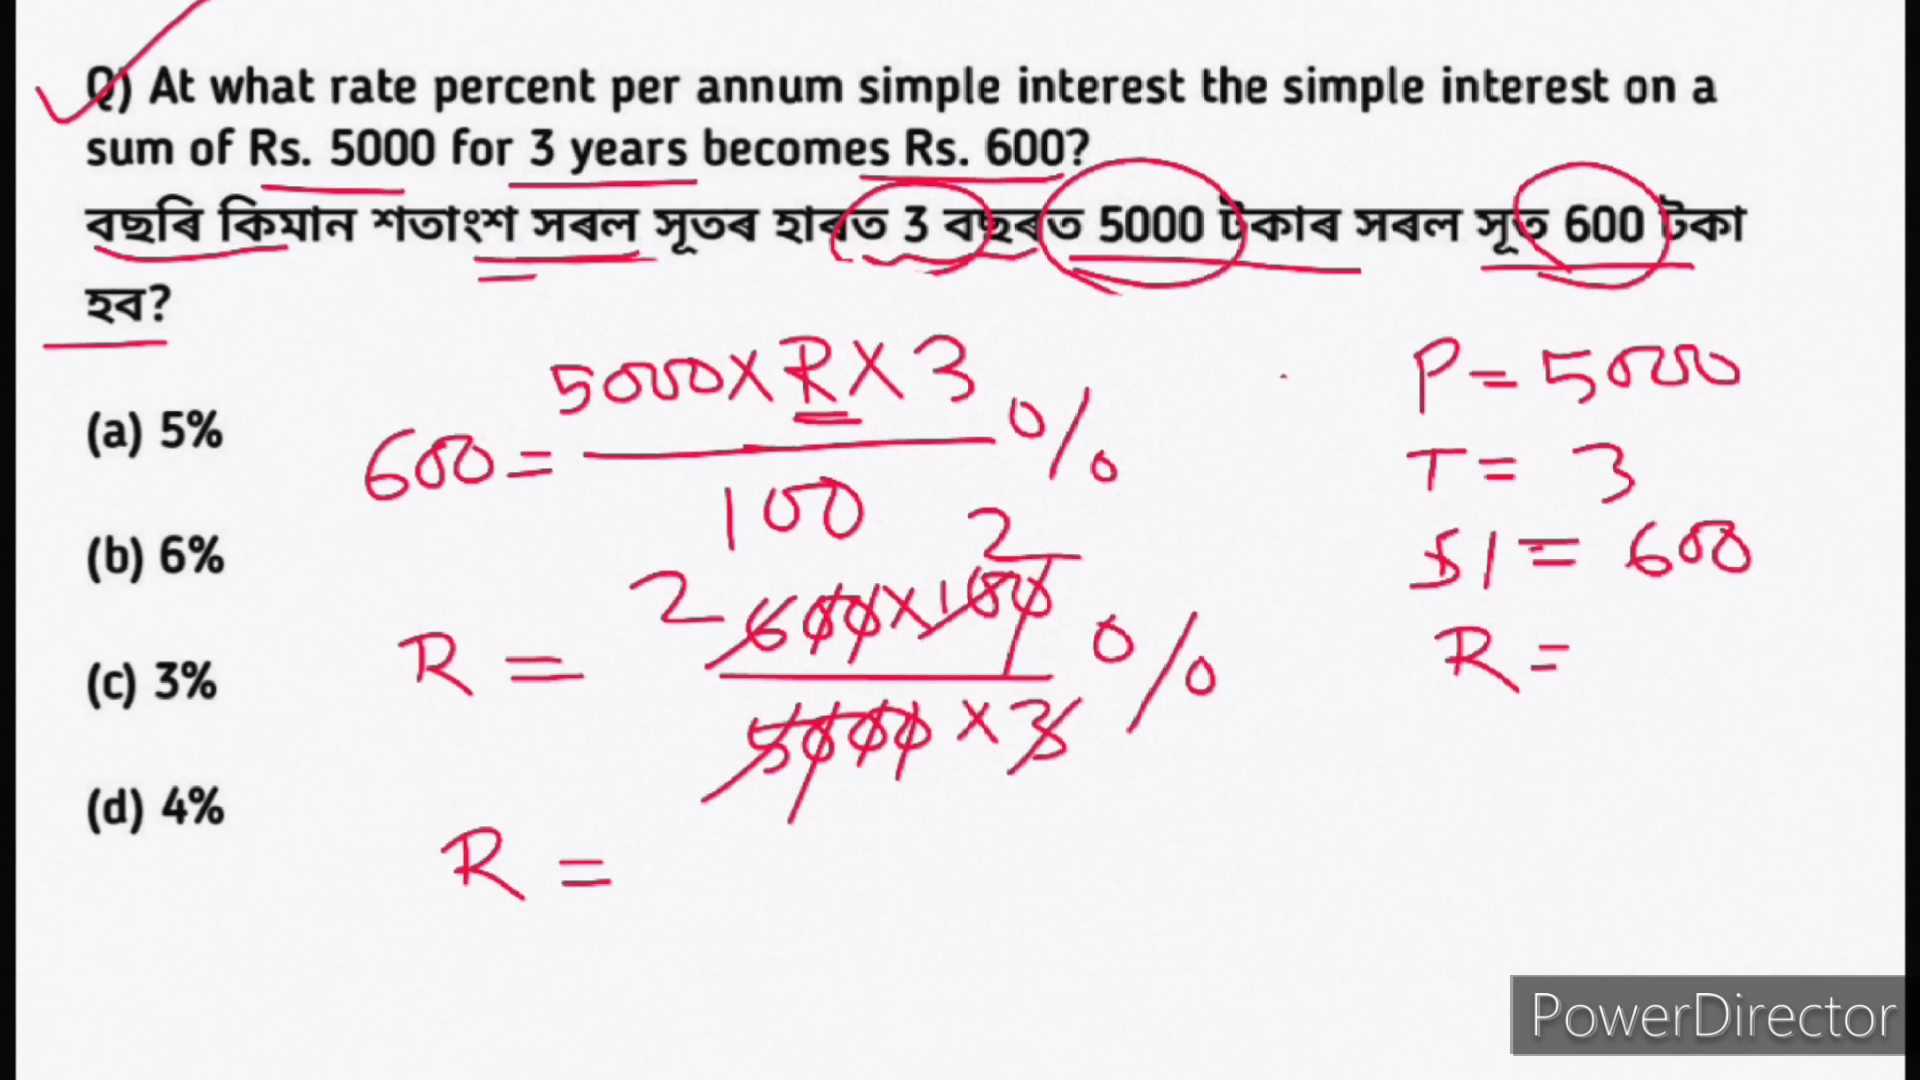 Q) At what rate percent per annum simple interest the simple interest on a
sum of Rs. 5000 for 3 years becomes Rs. 600?
বছৰি কিমান শতাংশ সৰল সূতৰ হাৰত 3 বছৰত 5000 টকাৰ সৰল সূত 600 টকা
হব?
(a) 5%
(b) 6%
(c) 3%
(d) 4%
600 = 5000 X R X 3 %
100
2
2 600 X 100 %
R =
5000 X 3
R =
P = 5000
T = 3
SI = 600
R =
PowerDirector